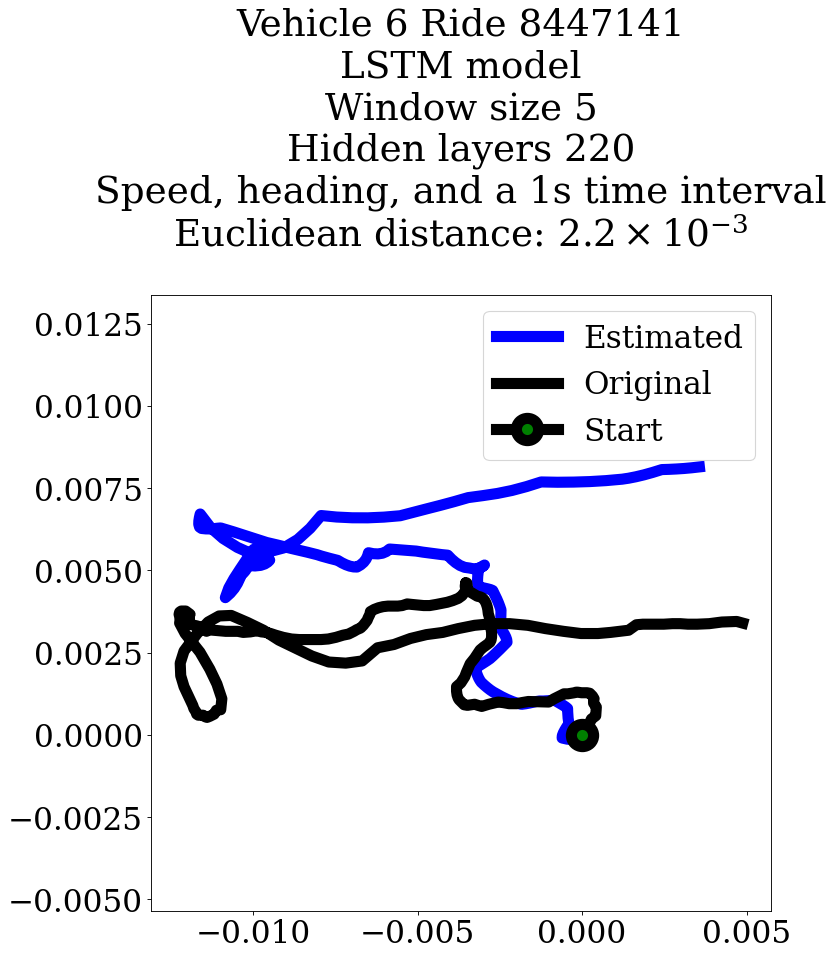 Vehicle 6 Ride 8447141
LSTM model
Window size 5
Hidden layers 220
Speed, heading, and a 1s time interval
Euclidean distance: 2.2 × 10⁻³
Estimated
Original
Start
0.0125
0.0100
0.0075
0.0050
0.0025
0.0000
−0.0025
−0.0050
−0.010 −0.005 0.000 0.005